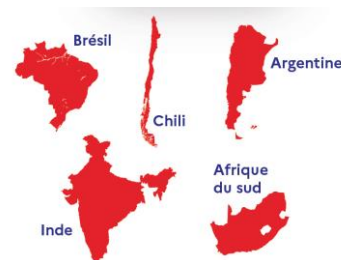 Brésil
Argentine
Chili
Afrique
du sud
Inde